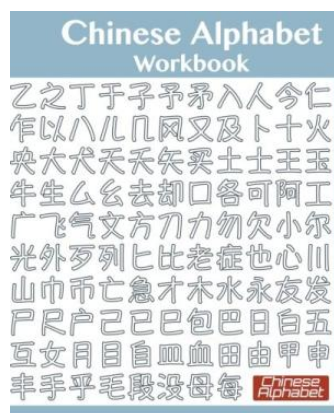 Chinese Alphabet
Workbook
乙之丁于子予矛入人今仁
乍以八儿几风又及卜十火
央大犬天夭矢买土士王玉
牛生么幺去却口各可阿工
广飞气文方刀力勿欠小尔
光外歹列匕比老症也心川
山巾币亡急才木水永友发
尸尺户己已巳包巴日白五
互女月目自皿血田由甲申
丰手乎毛段没母每
Chinese
Alphabet